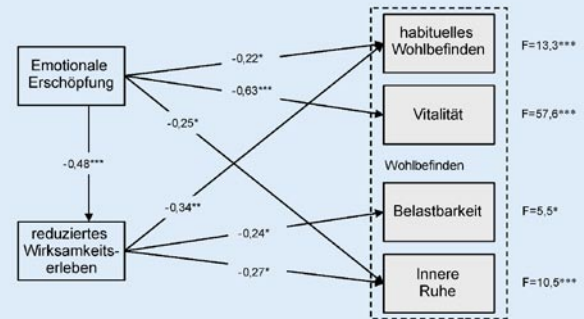 habituelles
Wohlbefinden
F=13,3***
-0,22*
Emotionale
Erschöpfung
-0,63***
Vitalität
F=57,6***
-0,25*
-0,48***
Wohlbefinden
-0,34**
Belastbarkeit
F=5,5*
reduziertes
Wirksamkeits-
erleben
-0,24*
-0,27*
Innere
Ruhe
F=10,5***